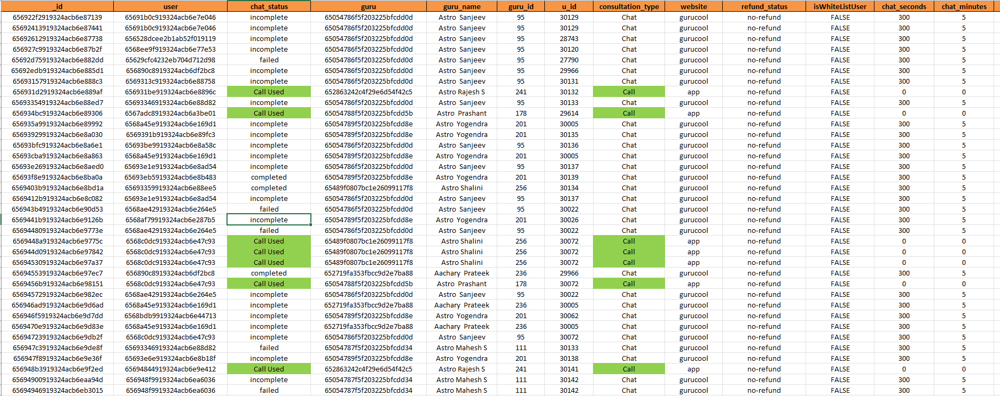 _id user chat_status guru guru_name guru_id u_id consultation_type website refund_status isWhiteListUser chat_seconds chat_minutes
656922f2919324acb6e87139 65691b0c919324acb6e7e046 incomplete 65054786f5f203225bfcdd0d Astro Sanjeev 95 30129 Chat gurucool no-refund FALSE 300 5
65692413919324acb6e87441 65691b0c919324acb6e7e046 incomplete 65054786f5f203225bfcdd0d Astro Sanjeev 95 30129 Chat gurucool no-refund FALSE 300 5
65692612919324acb6e87738 656528dcee2b1ab52f019119 incomplete 65054786f5f203225bfcdd0d Astro Sanjeev 95 28743 Chat gurucool no-refund FALSE 300 5
656927c9919324acb6e87b2f 6568ee9f919324acb6e77e53 incomplete 65054786f5f203225bfcdd0d Astro Sanjeev 95 30120 Chat gurucool no-refund FALSE 300 5
65692d75919324acb6e882dd 65629cfc4232eb704d712d98 failed 65054786f5f203225bfcdd0d Astro Sanjeev 95 27790 Chat gurucool no-refund FALSE 300 5
65692edb919324acb6e885d1 656890c8919324acb6df2bc8 incomplete 65054786f5f203225bfcdd0d Astro Sanjeev 95 29966 Chat gurucool no-refund FALSE 300 5
65693157919324acb6e888c3 6569313c919324acb6e88758 incomplete 65054786f5f203225bfcdd0d Astro Sanjeev 95 30131 Chat gurucool no-refund FALSE 300 5
656931d2919324acb6e889af 656931be919324acb6e8896c Call Used 652863242c4f29e6d54f42c5 Astro Rajesh S 241 30132 Call app no-refund FALSE 0 0
65693354919324acb6e88ed7 65693346919324acb6e88d82 incomplete 65054786f5f203225bfcdd0d Astro Sanjeev 95 30133 Chat gurucool no-refund FALSE 300 5
656934bc919324acb6e89306 6567adc8919324acb6a3be01 Call Used 65054788f5f203225bfcdd5b Astro Prashant 178 29614 Call app no-refund FALSE 0 0
656935a9919324acb6e89992 6568a45e919324acb6e169d1 incomplete 65054789f5f203225bfcdd8e Astro Yogendra 201 30005 Chat gurucool no-refund FALSE 300 5
65693929919324acb6e8a030 6569391b919324acb6e89fc3 incomplete 65054789f5f203225bfcdd8e Astro Yogendra 201 30135 Chat gurucool no-refund FALSE 300 5
65693bfc919324acb6e8a6e1 65693be9919324acb6e8a58c incomplete 65054786f5f203225bfcdd0d Astro Sanjeev 95 30136 Chat gurucool no-refund FALSE 300 5
65693cba919324acb6e8a863 6568a45e919324acb6e169d1 incomplete 65054789f5f203225bfcdd8e Astro Yogendra 201 30005 Chat gurucool no-refund FALSE 300 5
65693e26919324acb6e8aed0 65693e1e919324acb6e8ad54 incomplete 65054786f5f203225bfcdd0d Astro Sanjeev 95 30137 Chat gurucool no-refund FALSE 300 5
65693f8e919324acb6e8ba0a 65693eb5919324acb6e8b483 completed 65054789f5f203225bfcdd8e Astro Yogendra 201 30139 Chat gurucool no-refund FALSE 300 5
6569403b919324acb6e8bd1a 65693359919324acb6e88ee5 completed 65489f0807bc1e26099117f8 Astro Shalini 256 30134 Chat gurucool no-refund FALSE 300 5
6569412b919324acb6e8c082 65693e1e919324acb6e8ad54 incomplete 65054786f5f203225bfcdd0d Astro Sanjeev 95 30137 Chat gurucool no-refund FALSE 300 5
656943b4919324acb6e90d53 6568ae42919324acb6e264e5 failed 65054786f5f203225bfcdd0d Astro Sanjeev 95 30022 Chat gurucool no-refund FALSE 300 5
6569441b919324acb6e9126b 6568af79919324acb6e287b5 incomplete 65054789f5f203225bfcdd8e Astro Yogendra 201 30026 Chat gurucool no-refund FALSE 300 5
65694480919324acb6e9773e 6568ae42919324acb6e264e5 failed 65054786f5f203225bfcdd0d Astro Sanjeev 95 30022 Chat gurucool no-refund FALSE 300 5
6569448a919324acb6e9775c 6568c0dc919324acb6e47c93 Call Used 65489f0807bc1e26099117f8 Astro Shalini 256 30072 Call app no-refund FALSE 0 0
656944d0919324acb6e97842 6568c0dc919324acb6e47c93 Call Used 65489f0807bc1e26099117f8 Astro Shalini 256 30072 Call app no-refund FALSE 0 0
65694530919324acb6e97a37 6568c0dc919324acb6e47c93 Call Used 65489f0807bc1e26099117f8 Astro Shalini 256 30072 Call app no-refund FALSE 0 0
65694553919324acb6e97ec7 656890c8919324acb6df2bc8 completed 652719fa353fbcc9d2e7ba88 Aachary Prateek 236 29966 Chat gurucool no-refund FALSE 300 5
6569456b919324acb6e98151 6568c0dc919324acb6e47c93 Call Used 65054788f5f203225bfcdd5b Astro Prashant 178 30072 Call app no-refund FALSE 0 0
65694572919324acb6e982ec 6568ae42919324acb6e264e5 incomplete 65054786f5f203225bfcdd0d Astro Sanjeev 95 30022 Chat gurucool no-refund FALSE 300 5
656946ad919324acb6e9d6ad 6568a45e919324acb6e169d1 incomplete 652719fa353fbcc9d2e7ba88 Aachary Prateek 236 30005 Chat gurucool no-refund FALSE 300 5
656946f5919324acb6e9d7dd 6568bdb9919324acb6e44713 incomplete 65054789f5f203225bfcdd8e Astro Yogendra 201 30062 Chat gurucool no-refund FALSE 300 5
6569470e919324acb6e9d83e 6568a45e919324acb6e169d1 incomplete 652719fa353fbcc9d2e7ba88 Aachary Prateek 236 30005 Chat gurucool no-refund FALSE 300 5
65694723919324acb6e9db2f 6568c0dc919324acb6e47c93 incomplete 65054786f5f203225bfcdd0d Astro Sanjeev 95 30072 Chat gurucool no-refund FALSE 300 5
656947c3919324acb6e9de8f 65693346919324acb6e88d82 failed 65054787f5f203225bfcdd34 Astro Mahesh S 111 30133 Chat gurucool no-refund FALSE 300 5
656947f8919324acb6e9e36f 65693e6e919324acb6e8b18f incomplete 65054789f5f203225bfcdd8e Astro Yogendra 201 30138 Chat gurucool no-refund FALSE 300 5
656948b3919324acb6e9f2ed 65694844919324acb6e9e412 Call Used 652863242c4f29e6d54f42c5 Astro Rajesh S 241 30141 Call app no-refund FALSE 0 0
65694900919324acb6eaa94d 656948f9919324acb6ea6036 incomplete 65054787f5f203225bfcdd34 Astro Mahesh S 111 30142 Chat gurucool no-refund FALSE 300 5
65694946919324acb6eb3015 656948f9919324acb6ea6036 failed 65054787f5f203225bfcdd34 Astro Mahesh S 111 30142 Chat gurucool no-refund FALSE 300 5